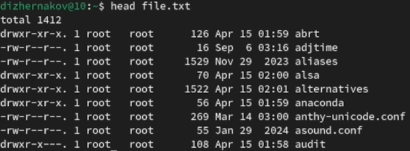 dizhernakov@10:~$ head file.txt
total 1412
drwxr-xr-x. 1 root root 126 Apr 15 01:59 abrt
-rw-r--r--. 1 root root 16 Sep 6 03:16 adjtime
-rw-r--r--. 1 root root 1529 Nov 29 2023 aliases
drwxr-xr-x. 1 root root 70 Apr 15 02:00 alsa
drwxr-xr-x. 1 root root 1522 Apr 15 02:01 alternatives
drwxr-xr-x. 1 root root 56 Apr 15 01:59 anaconda
-rw-r--r--. 1 root root 269 Mar 14 03:00 anthy-unicode.conf
-rw-r--r--. 1 root root 55 Jan 29 2024 asound.conf
drwxr-x---. 1 root root 108 Apr 15 01:58 audit